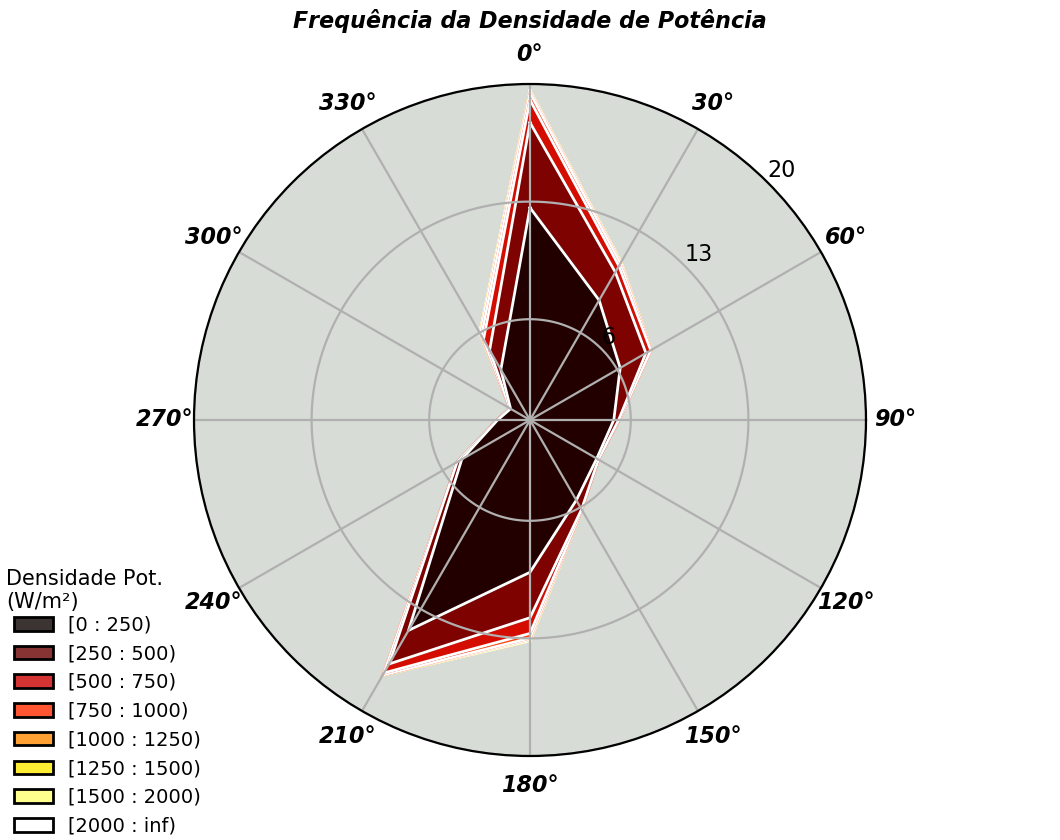 Frequência da Densidade de Potência
0°
330°
30°
20
300°
60°
13
6
270°
90°
240°
120°
210°
150°
180°
Densidade Pot.
(W/m²)
[0 : 250)
[250 : 500)
[500 : 750)
[750 : 1000)
[1000 : 1250)
[1250 : 1500)
[1500 : 2000)
[2000 : inf)